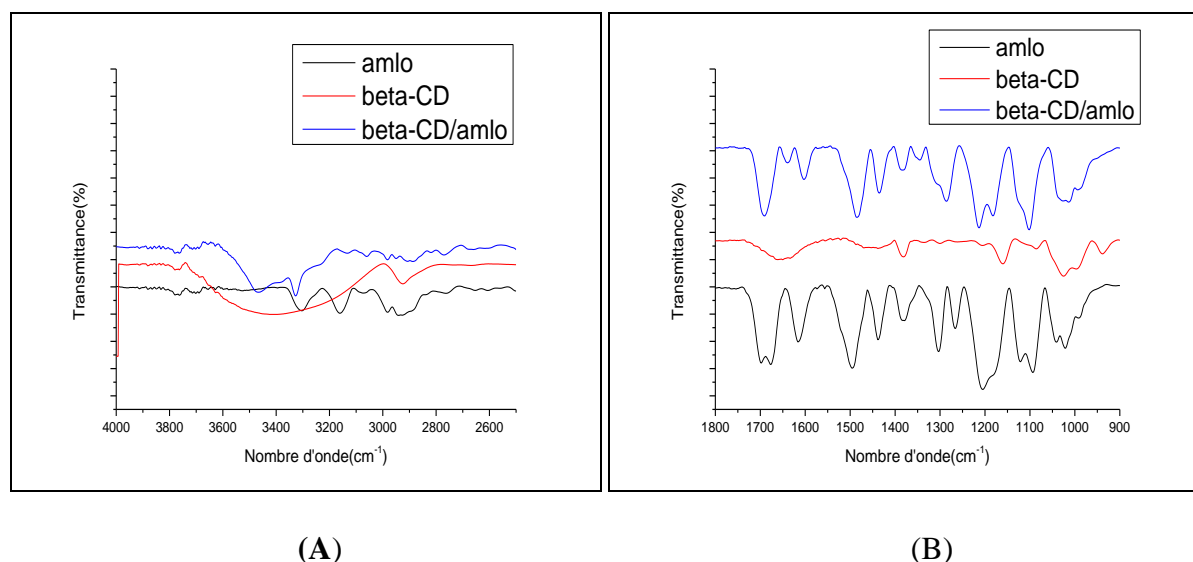 amlo
beta-CD
beta-CD/amlo
Transmittance(%)
4000 3800 3600 3400 3200 3000 2800 2600
Nombre d'onde(cm⁻¹)
(A)
amlo
beta-CD
beta-CD/amlo
Transmittance(%)
1800 1700 1600 1500 1400 1300 1200 1100 1000 900
Nombre d'onde(cm⁻¹)
(B)